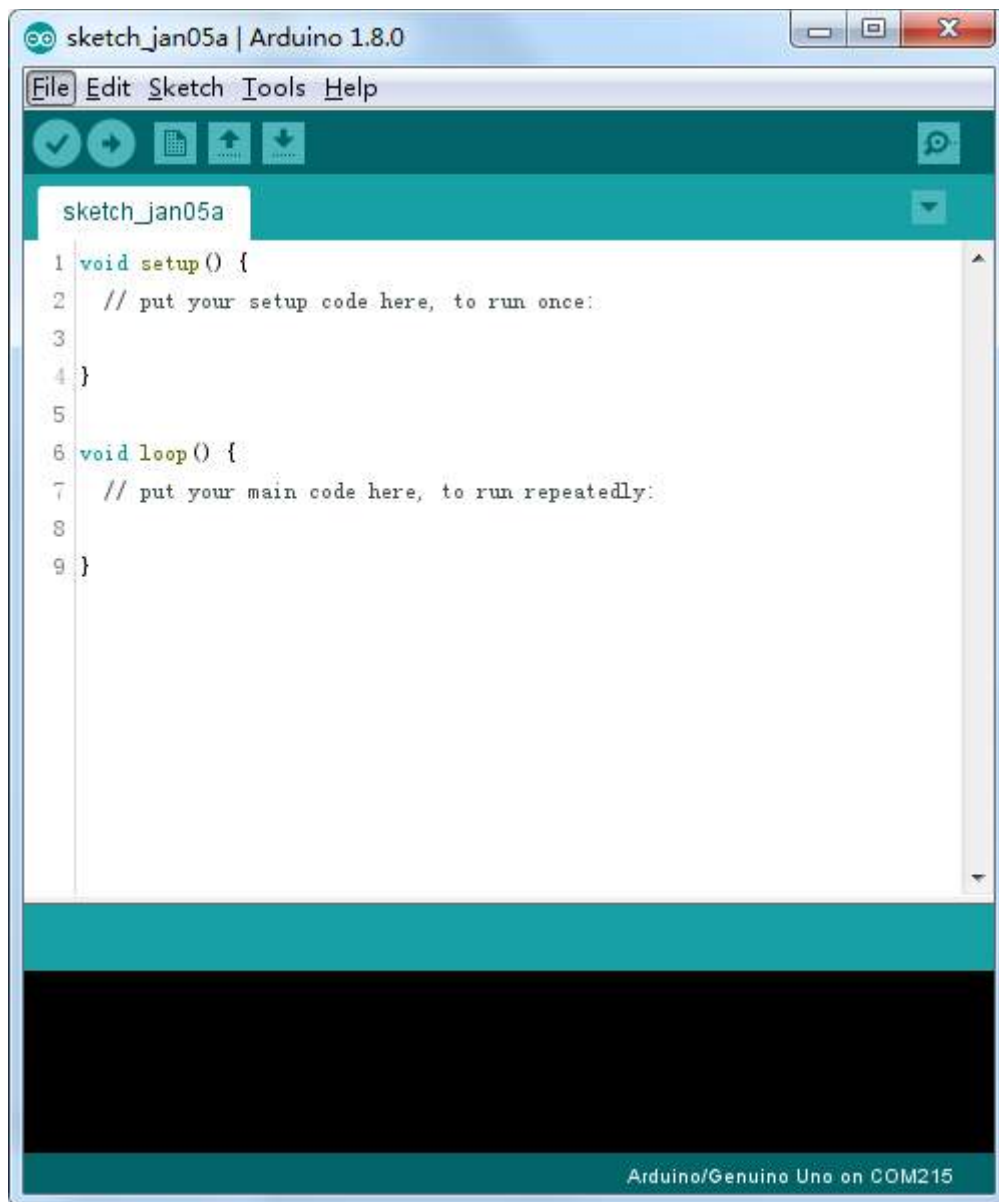 sketch_jan05a | Arduino 1.8.0
File Edit Sketch Tools Help
sketch_jan05a
1 void setup() {
2   // put your setup code here, to run once:
3
4 }
5
6 void loop() {
7   // put your main code here, to run repeatedly:
8
9 }
Arduino/Genuino Uno on COM215